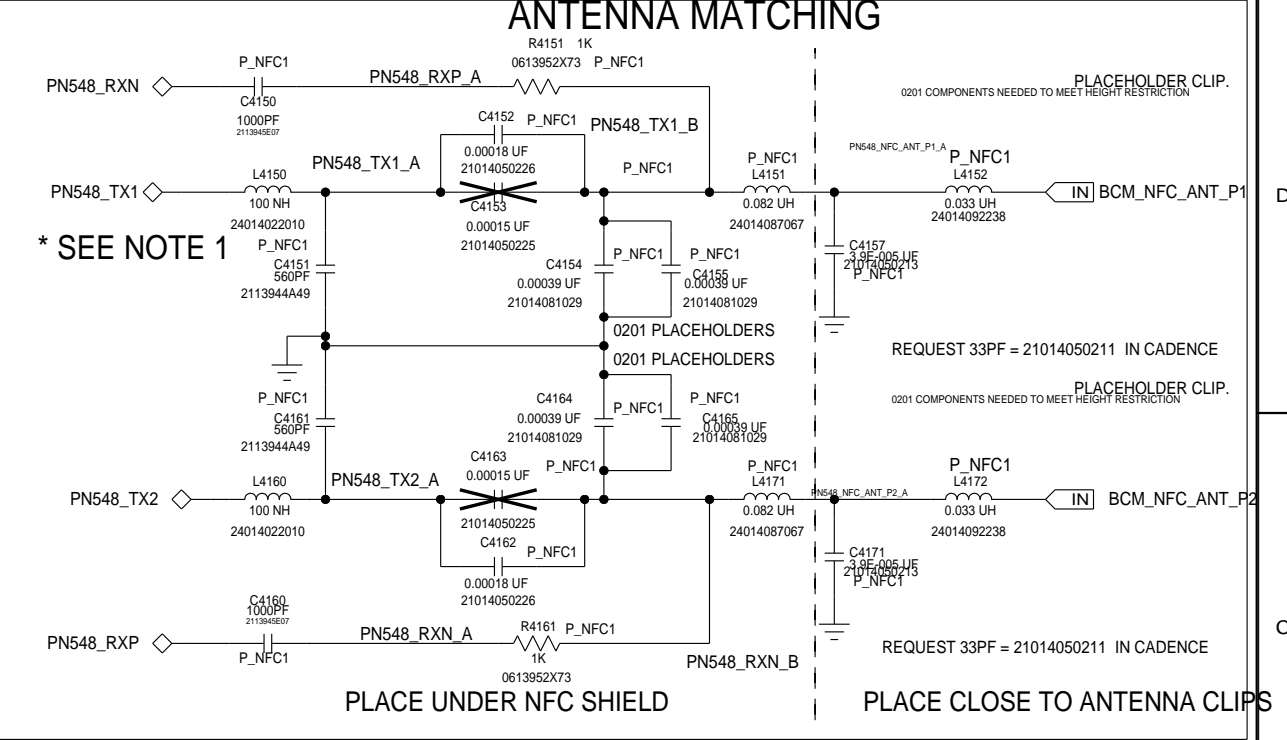 ANTENNA MATCHING
R4151 1K
0613952X73 P_NFC1
P_NFC1
PN548_RXN
PN548_RXP_A
C4150
1000PF
2113945E07
PLACEHOLDER CLIP.
0201 COMPONENTS NEEDED TO MEET HEIGHT RESTRICTION
C4152
P_NFC1
PN548_TX1_B
0.00018 UF
21014050226
PN548_TX1_A
P_NFC1
PN548_NFC_ANT_P1_A
P_NFC1
P_NFC1
L4150
L4151
L4152
PN548_TX1
IN BCM_NFC_ANT_P1
D
100 NH
24014022010
C4153
0.00015 UF
21014050225
0.082 UH
24014087067
0.033 UH
24014092238
* SEE NOTE 1
P_NFC1
C4151
560PF
2113944A49
C4154
P_NFC1
0.00039 UF
21014081029
P_NFC1
C4155
0.00039 UF
21014081029
C4157
3.9E-005 UF
21014050213
P_NFC1
0201 PLACEHOLDERS
0201 PLACEHOLDERS
REQUEST 33PF = 21014050211 IN CADENCE
PLACEHOLDER CLIP.
0201 COMPONENTS NEEDED TO MEET HEIGHT RESTRICTION
P_NFC1
C4161
560PF
2113944A49
C4164
P_NFC1
0.00039 UF
21014081029
P_NFC1
C4165
0.00039 UF
21014081029
C4163
0.00015 UF
P_NFC1
PN548_TX2_A
21014050225
P_NFC1
P_NFC1
L4160
L4171
L4172
PN548_TX2
PN548_NFC_ANT_P2_A
IN BCM_NFC_ANT_P2
100 NH
24014022010
0.082 UH
24014087067
0.033 UH
24014092238
C4162
P_NFC1
0.00018 UF
21014050226
C4171
3.9E-005 UF
21014050213
P_NFC1
C4160
1000PF
2113945E07
PN548_RXP
P_NFC1
PN548_RXN_A
R4161 P_NFC1
1K
0613952X73
PN548_RXN_B
REQUEST 33PF = 21014050211 IN CADENCE
C
PLACE UNDER NFC SHIELD
PLACE CLOSE TO ANTENNA CLIPS